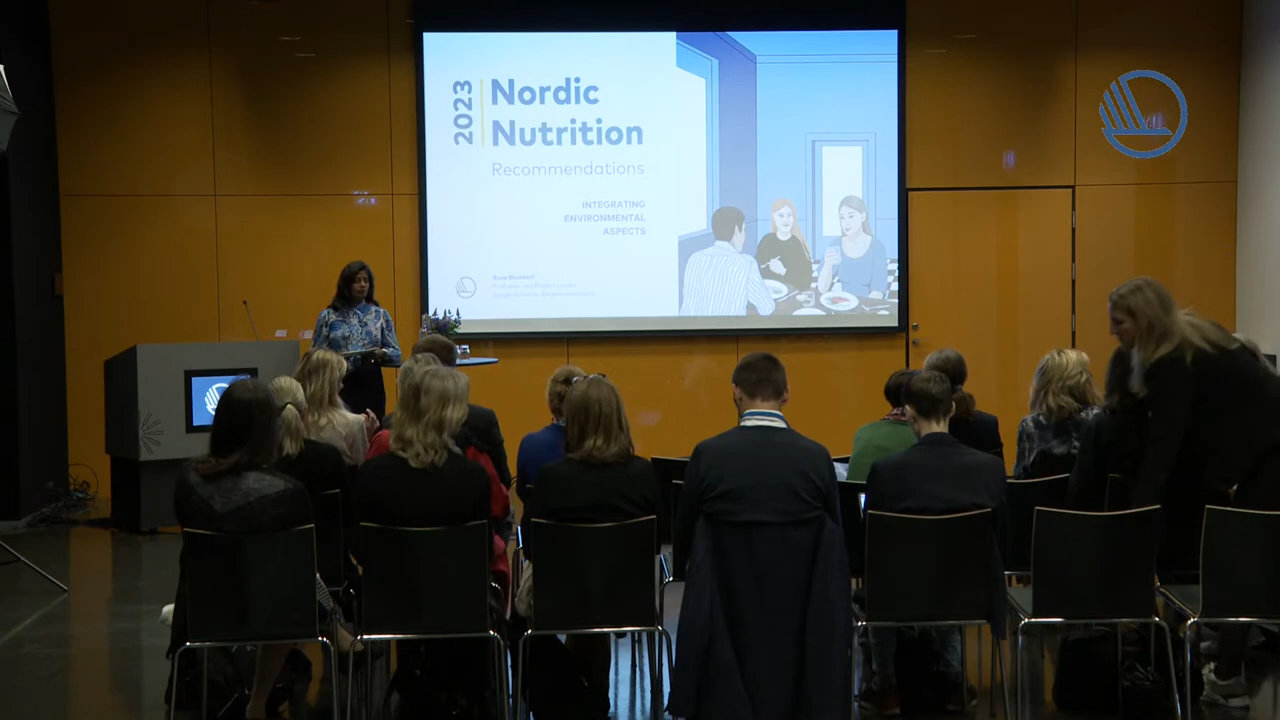 2023
Nordic
Nutrition
Recommendations
INTEGRATING
ENVIRONMENTAL
ASPECTS